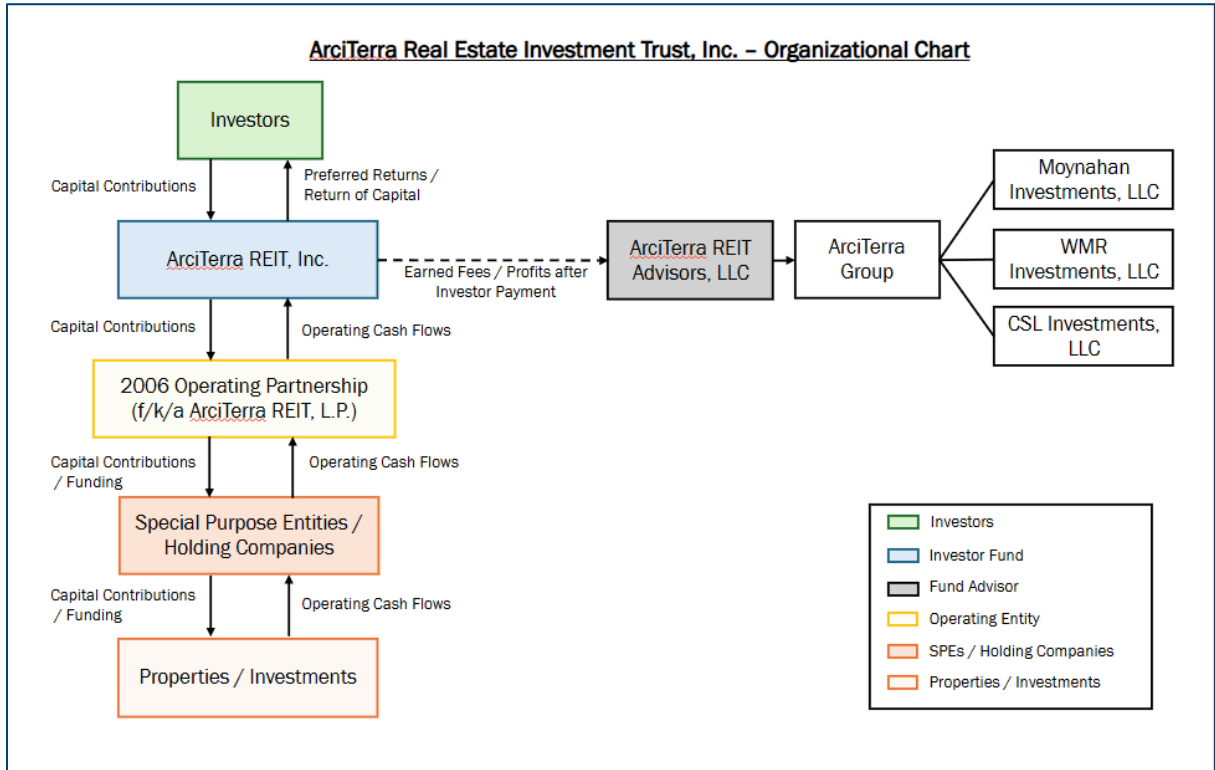 ArciTerra Real Estate Investment Trust, Inc. – Organizational Chart
Investors
Capital Contributions
Preferred Returns /
Return of Capital
ArciTerra REIT, Inc.
Earned Fees / Profits after
Investor Payment
ArciTerra REIT
Advisors, LLC
ArciTerra
Group
Moynahan
Investments, LLC
WMR
Investments, LLC
CSL Investments,
LLC
Capital Contributions
Operating Cash Flows
2006 Operating Partnership
(f/k/a ArciTerra REIT, L.P.)
Capital Contributions
/ Funding
Operating Cash Flows
Special Purpose Entities /
Holding Companies
Capital Contributions
/ Funding
Operating Cash Flows
Properties / Investments
Investors
Investor Fund
Fund Advisor
Operating Entity
SPEs / Holding Companies
Properties / Investments